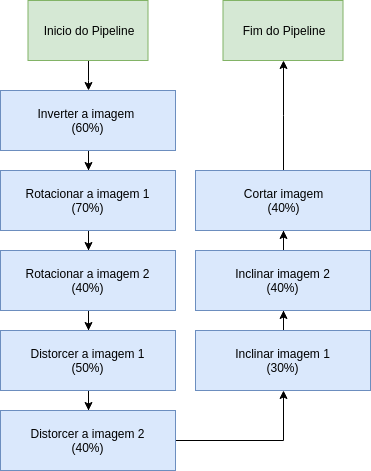 Inicio do Pipeline
Inverter a imagem
(60%)
Rotacionar a imagem 1
(70%)
Rotacionar a imagem 2
(40%)
Distorcer a imagem 1
(50%)
Distorcer a imagem 2
(40%)
Inclinar imagem 1
(30%)
Inclinar imagem 2
(40%)
Cortar imagem
(40%)
Fim do Pipeline